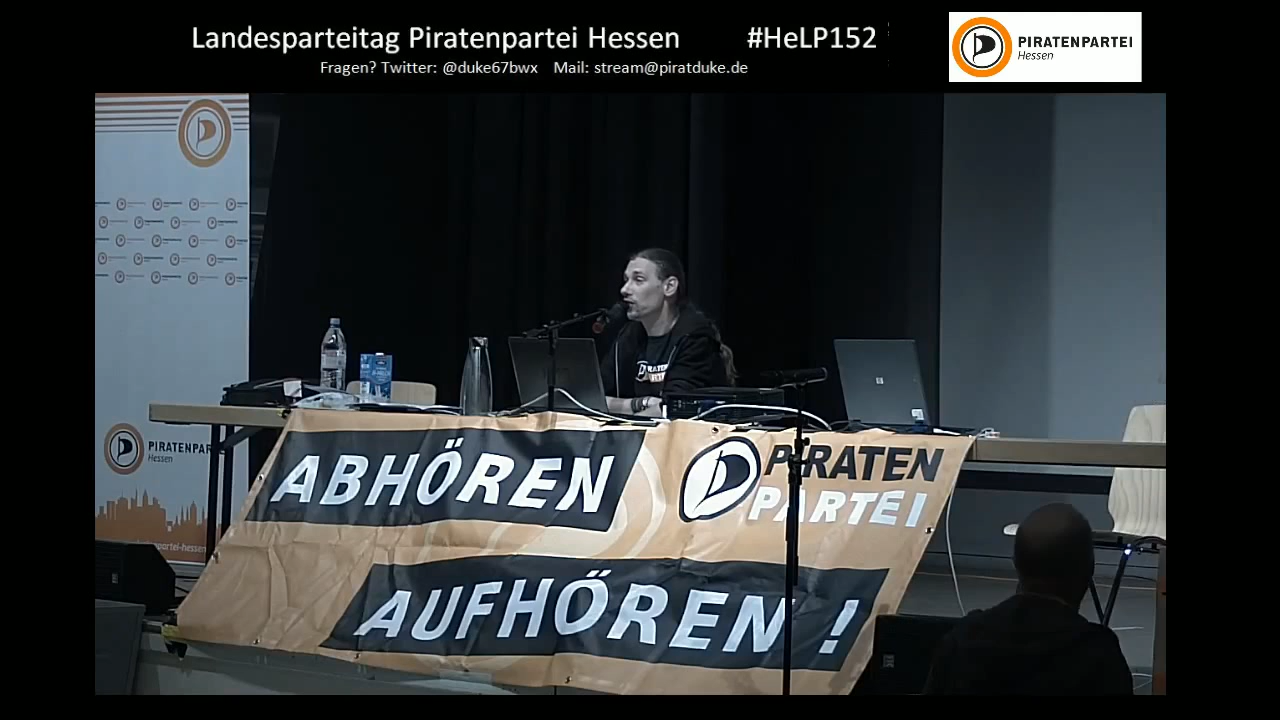 Landesparteitag Piratenpartei Hessen #HeLP152
Fragen? Twitter: @duke67bwx Mail: stream@piratduke.de
PIRATENPARTEI
Hessen
PIRATENPAR
Hessen
ABHÖREN
PIRATEN
PARTEI
AUFHÖREN !